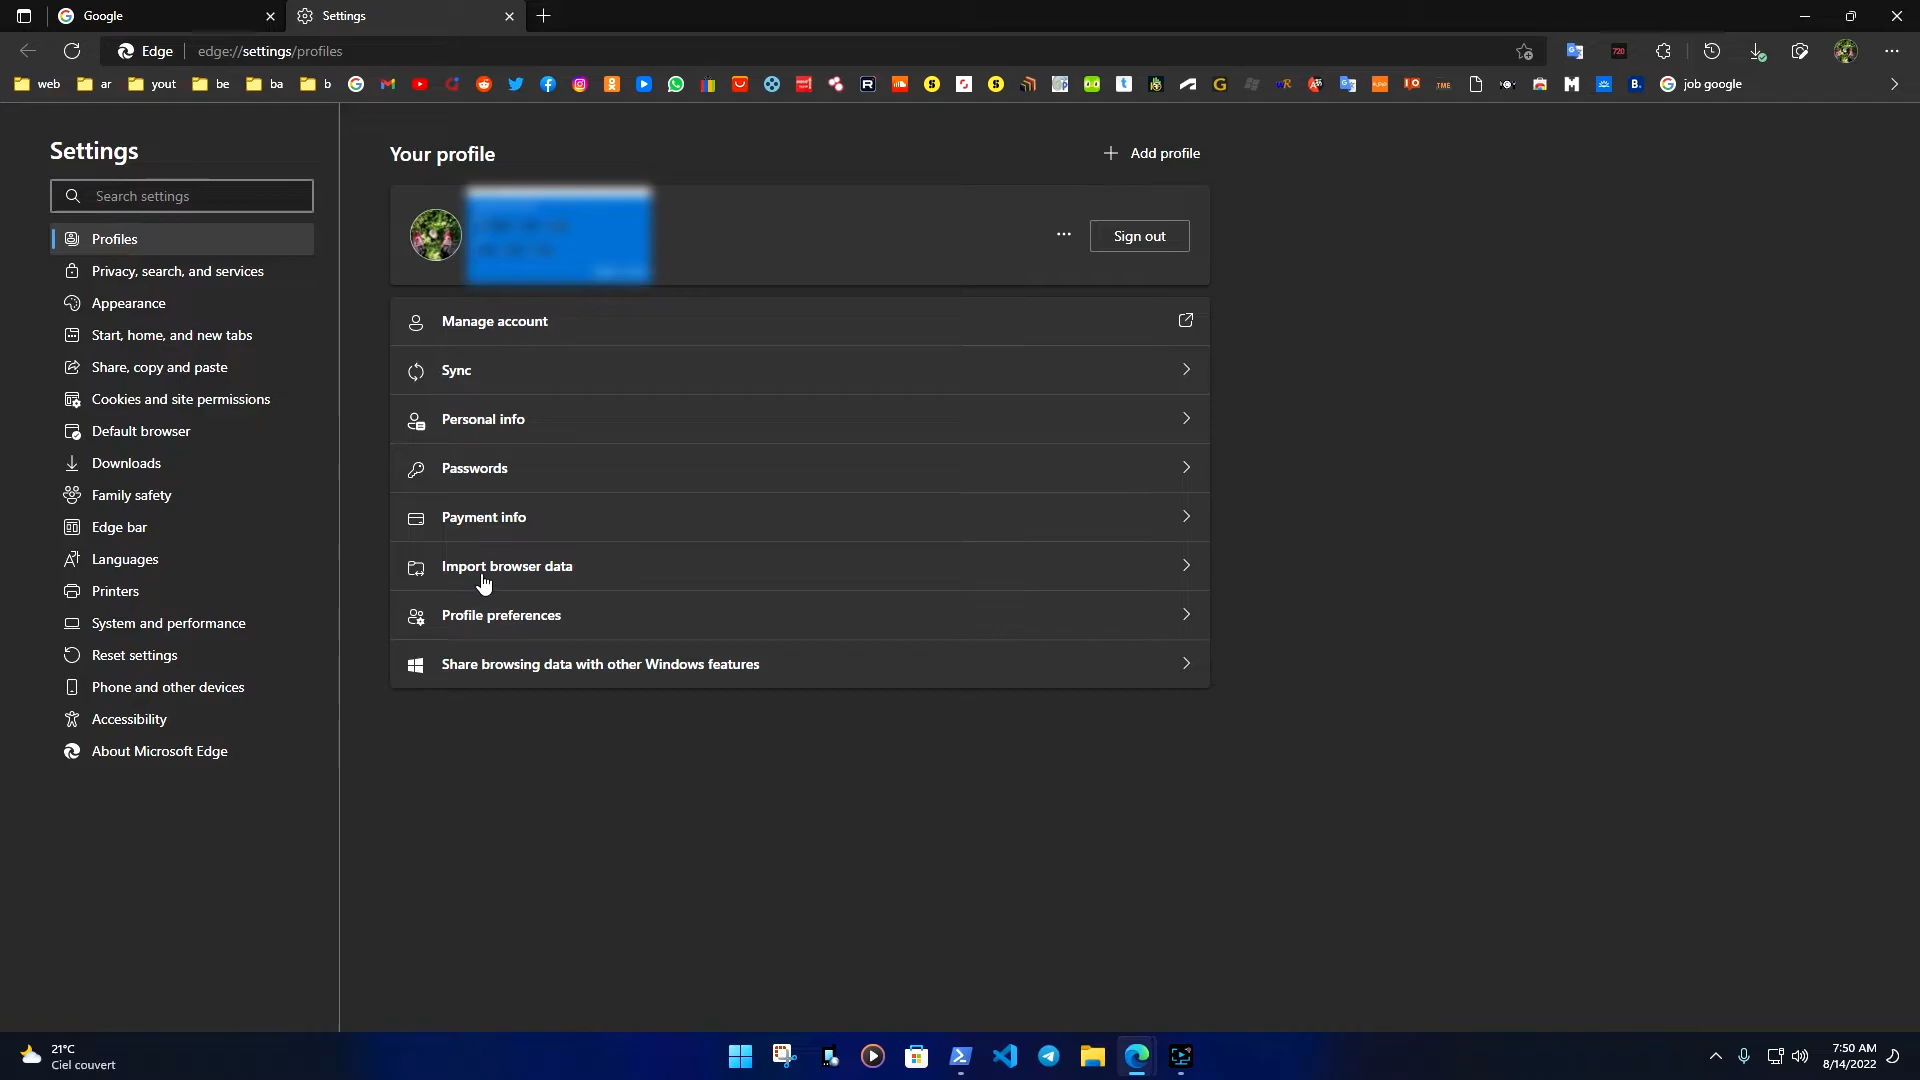 Google
Settings
Edge
edge://settings/profiles
720
web
ar
yout
be
ba
b
job google
Settings
Search settings
Profiles
Privacy, search, and services
Appearance
Start, home, and new tabs
Share, copy and paste
Cookies and site permissions
Default browser
Downloads
Family safety
Edge bar
Languages
Printers
System and performance
Reset settings
Phone and other devices
Accessibility
About Microsoft Edge
Your profile
Add profile
Sign out
Manage account
Sync
Personal info
Passwords
Payment info
Import browser data
Profile preferences
Share browsing data with other Windows features
21°C
Ciel couvert
7:50 AM
8/14/2022